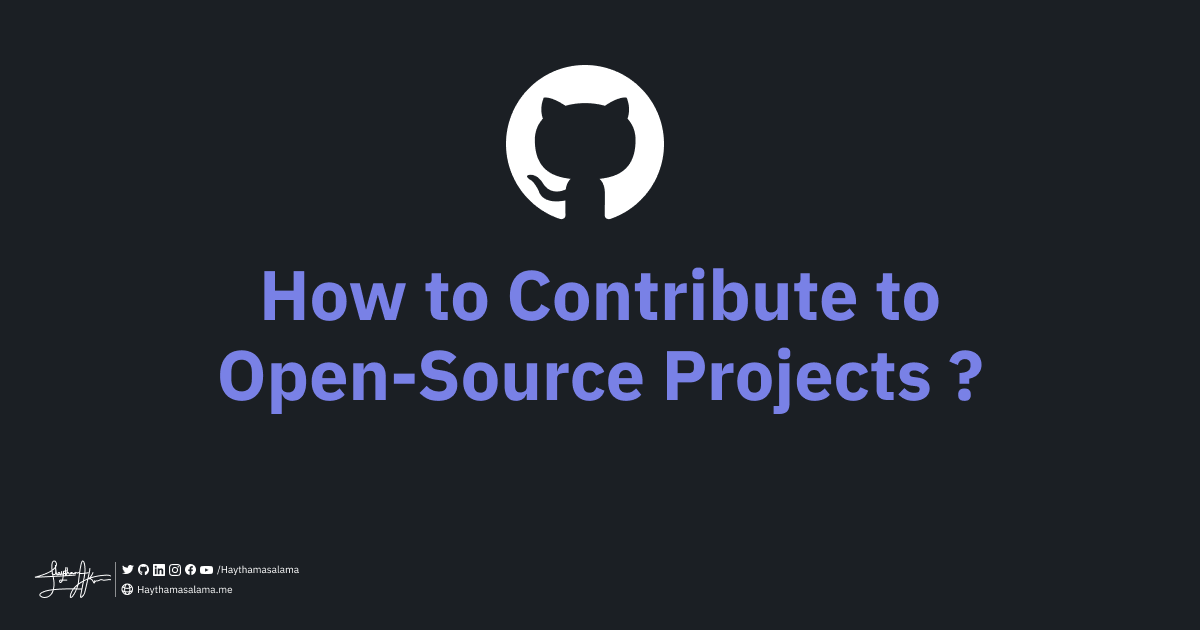 How to Contribute to
Open-Source Projects ?
/Haythamasalama
Haythamasalama.me